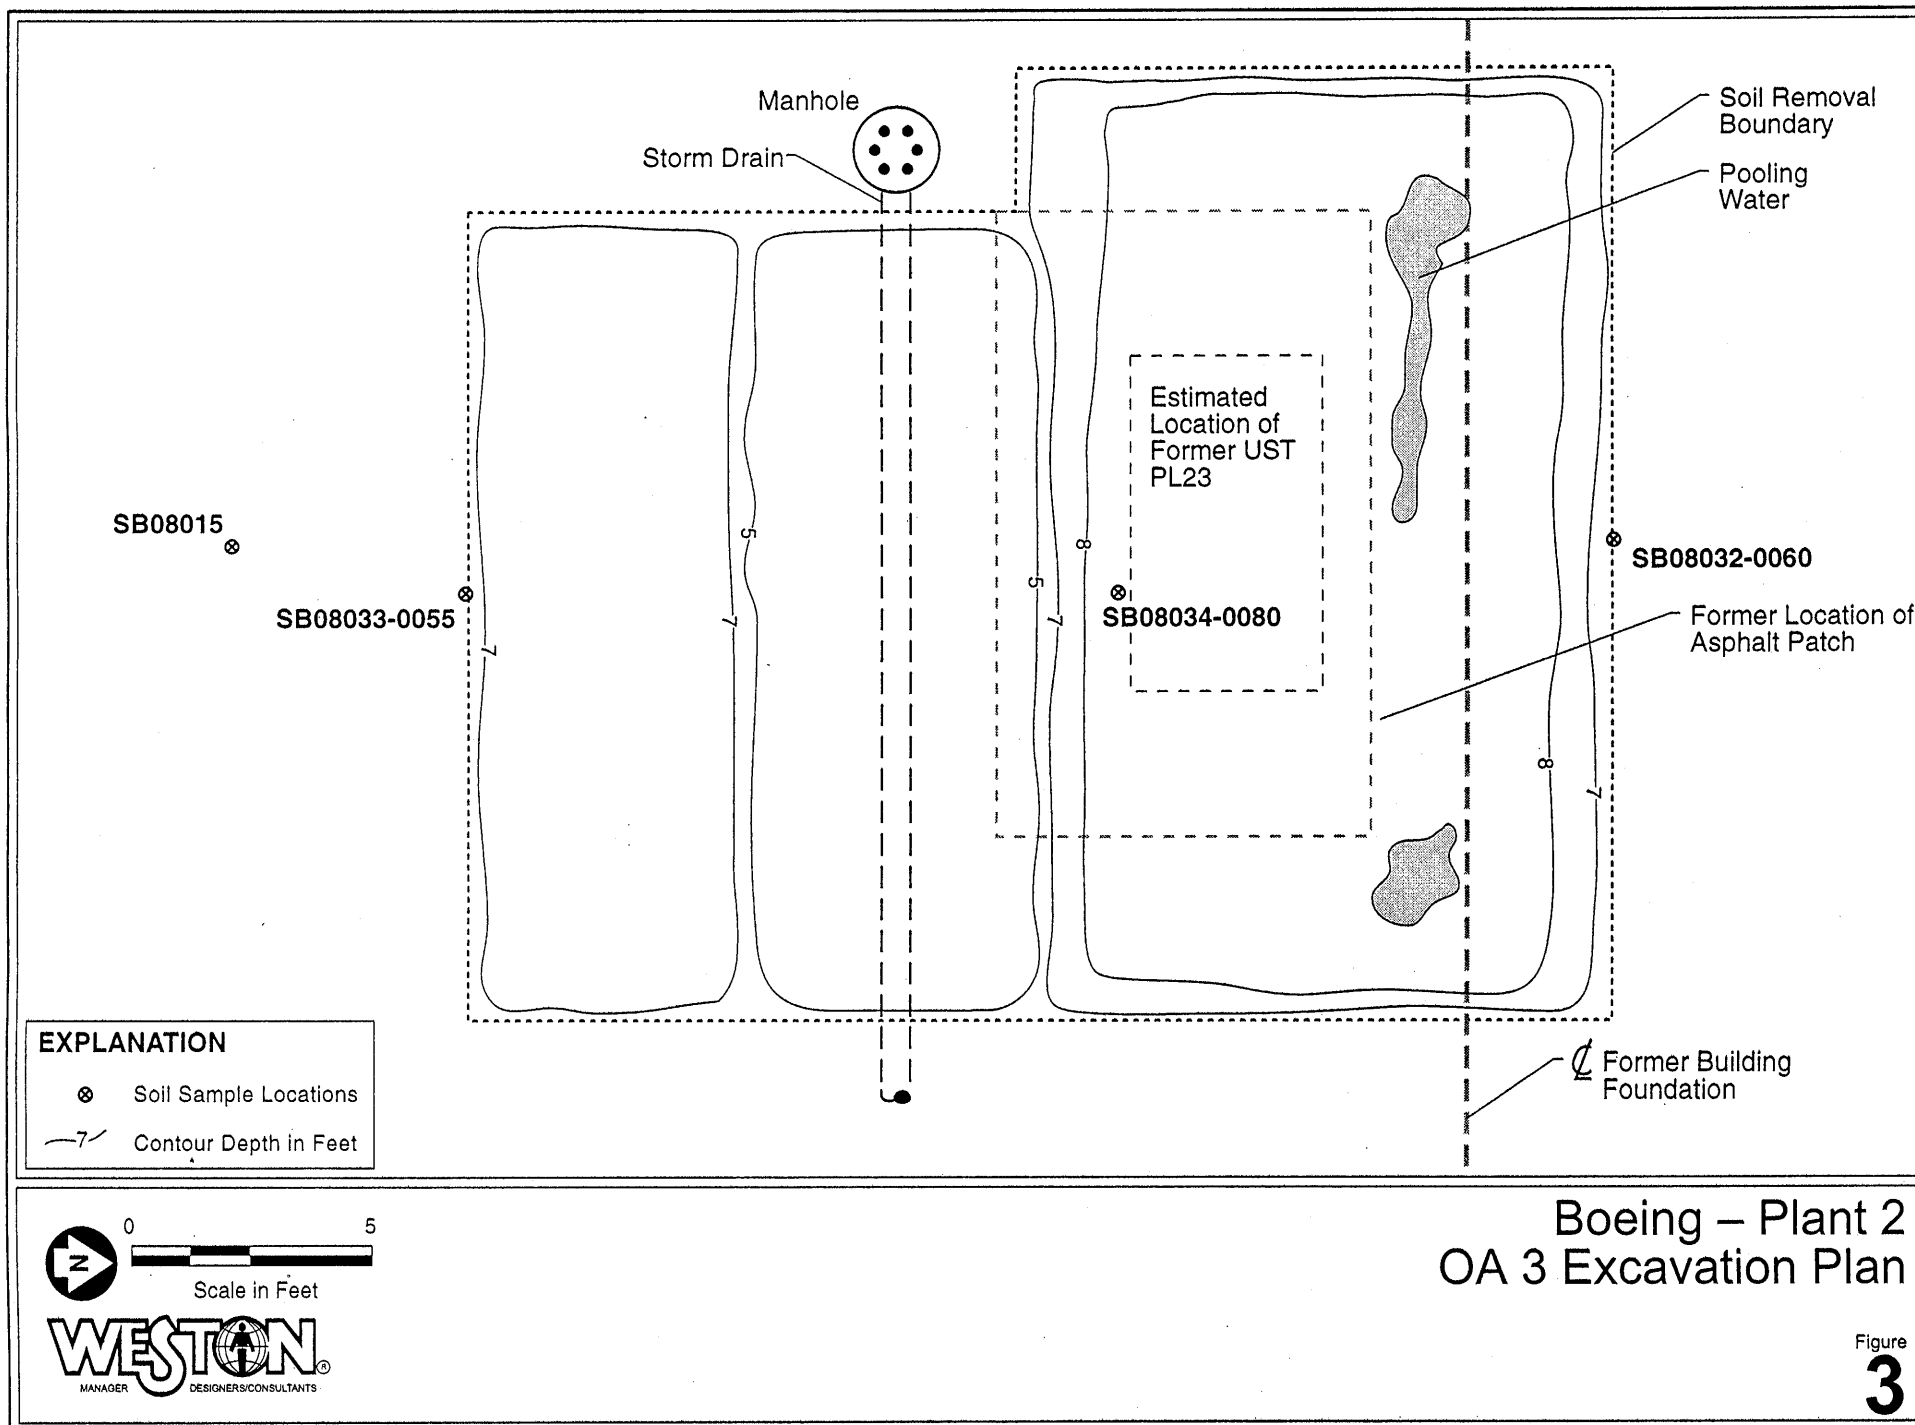 Manhole
Storm Drain
Soil Removal
Boundary
Pooling
Water
Estimated
Location of
Former UST
PL23
SB08015
SB08033-0055
SB08034-0080
SB08032-0060
Former Location of
Asphalt Patch
7
7
5
5
7
8
8
7
℄ Former Building
Foundation
EXPLANATION
Soil Sample Locations
7 Contour Depth in Feet
N
0 5
Scale in Feet
WESTON®
MANAGER DESIGNERS/CONSULTANTS
Boeing – Plant 2
OA 3 Excavation Plan
Figure
3